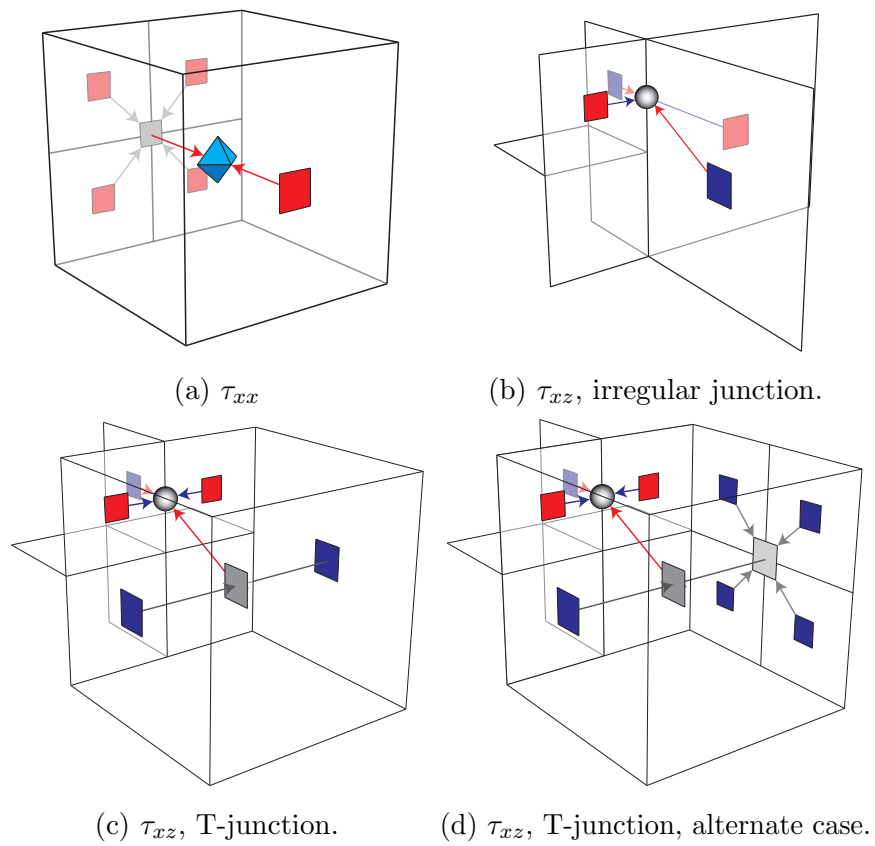 (a) τxx
(b) τxz, irregular junction.
(c) τxz, T-junction.
(d) τxz, T-junction, alternate case.